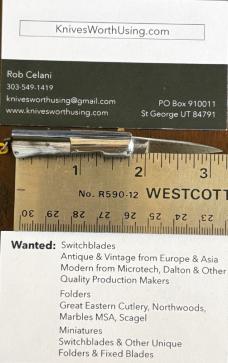 KnivesWorthUsing.com
Rob Celani
303-549-1419
knivesworthusing@gmail.com
PO Box 910011
www.knivesworthusing.com
St George UT 84791
1 2 3
No. R590-12 WESTCOTT
30 29 28 27 26 25 24 23
Wanted: Switchblades
Antique & Vintage from Europe & Asia
Modern from Microtech, Dalton & Other
Quality Production Makers
Folders
Great Eastern Cutlery, Northwoods,
Marbles MSA, Scagel
Miniatures
Switchblades & Other Unique
Folders & Fixed Blades